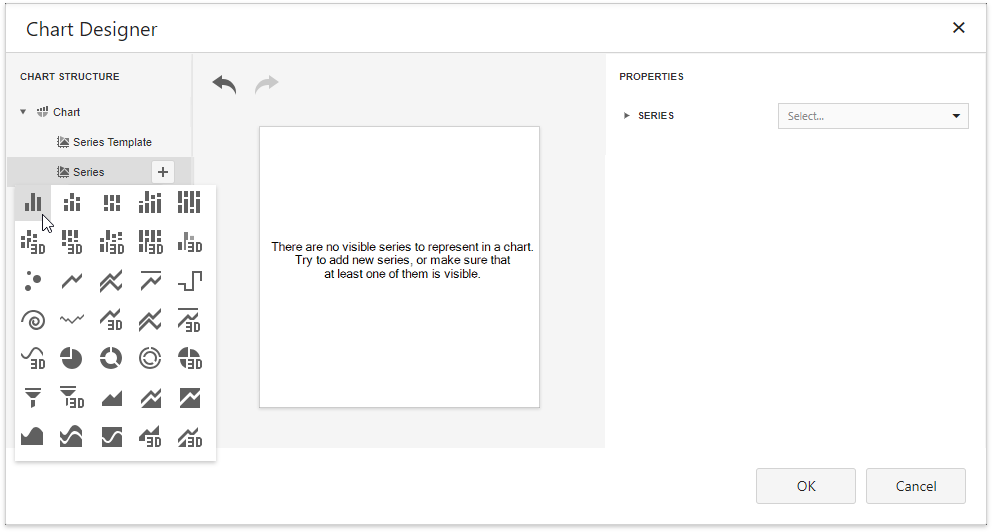 Chart Designer
CHART STRUCTURE
Chart
Series Template
Series
3D 3D 3D 3D 3D
3D 3D
3D 3D
3D
3D 3D
There are no visible series to represent in a chart.
Try to add new series, or make sure that
at least one of them is visible.
PROPERTIES
SERIES
Select...
OK
Cancel